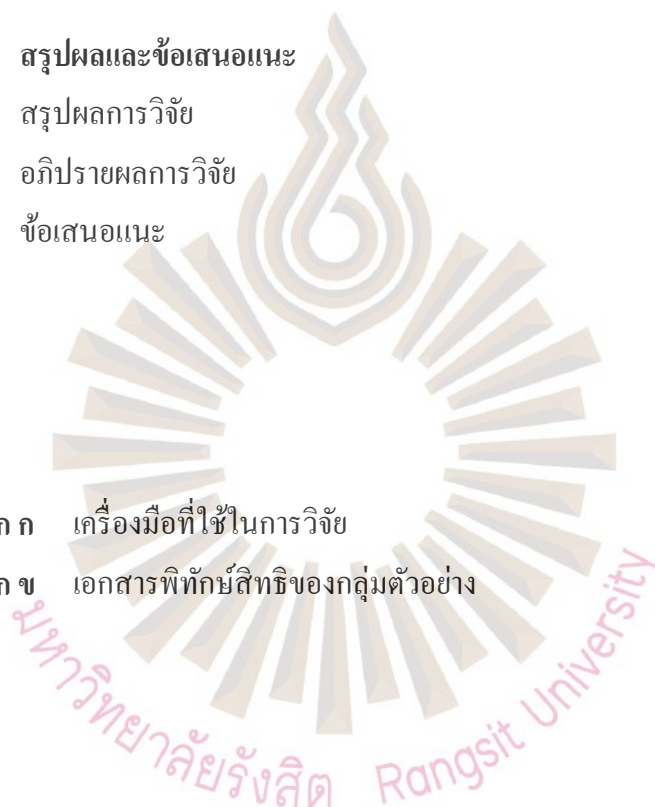 สรุปผลและข้อเสนอแนะ
สรุปผลการวิจัย
อภิปรายผลการวิจัย
ข้อเสนอแนะ
ก ก เครื่องมือที่ใช้ในการวิจัย
ก ข เอกสารพิทักษ์สิทธิของกลุ่มตัวอย่าง
มหาวิทยาลัยรังสิต Rangsit University